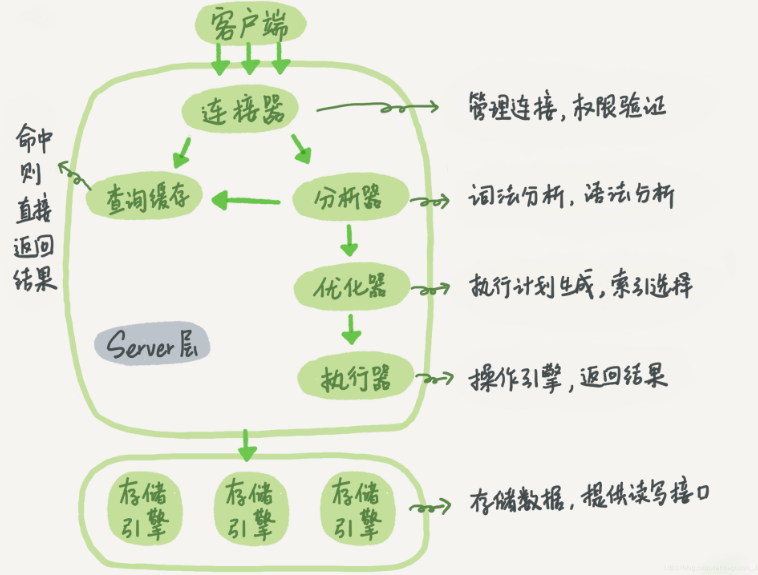 客户端
连接器
管理连接，权限验证
命中
则
直接
返回
结果
查询缓存
分析器
词法分析，语法分析
优化器
执行计划生成，索引选择
Server层
执行器
操作引擎，返回结果
存储
引擎
存储
引擎
存储
引擎
存储数据，提供读写接口